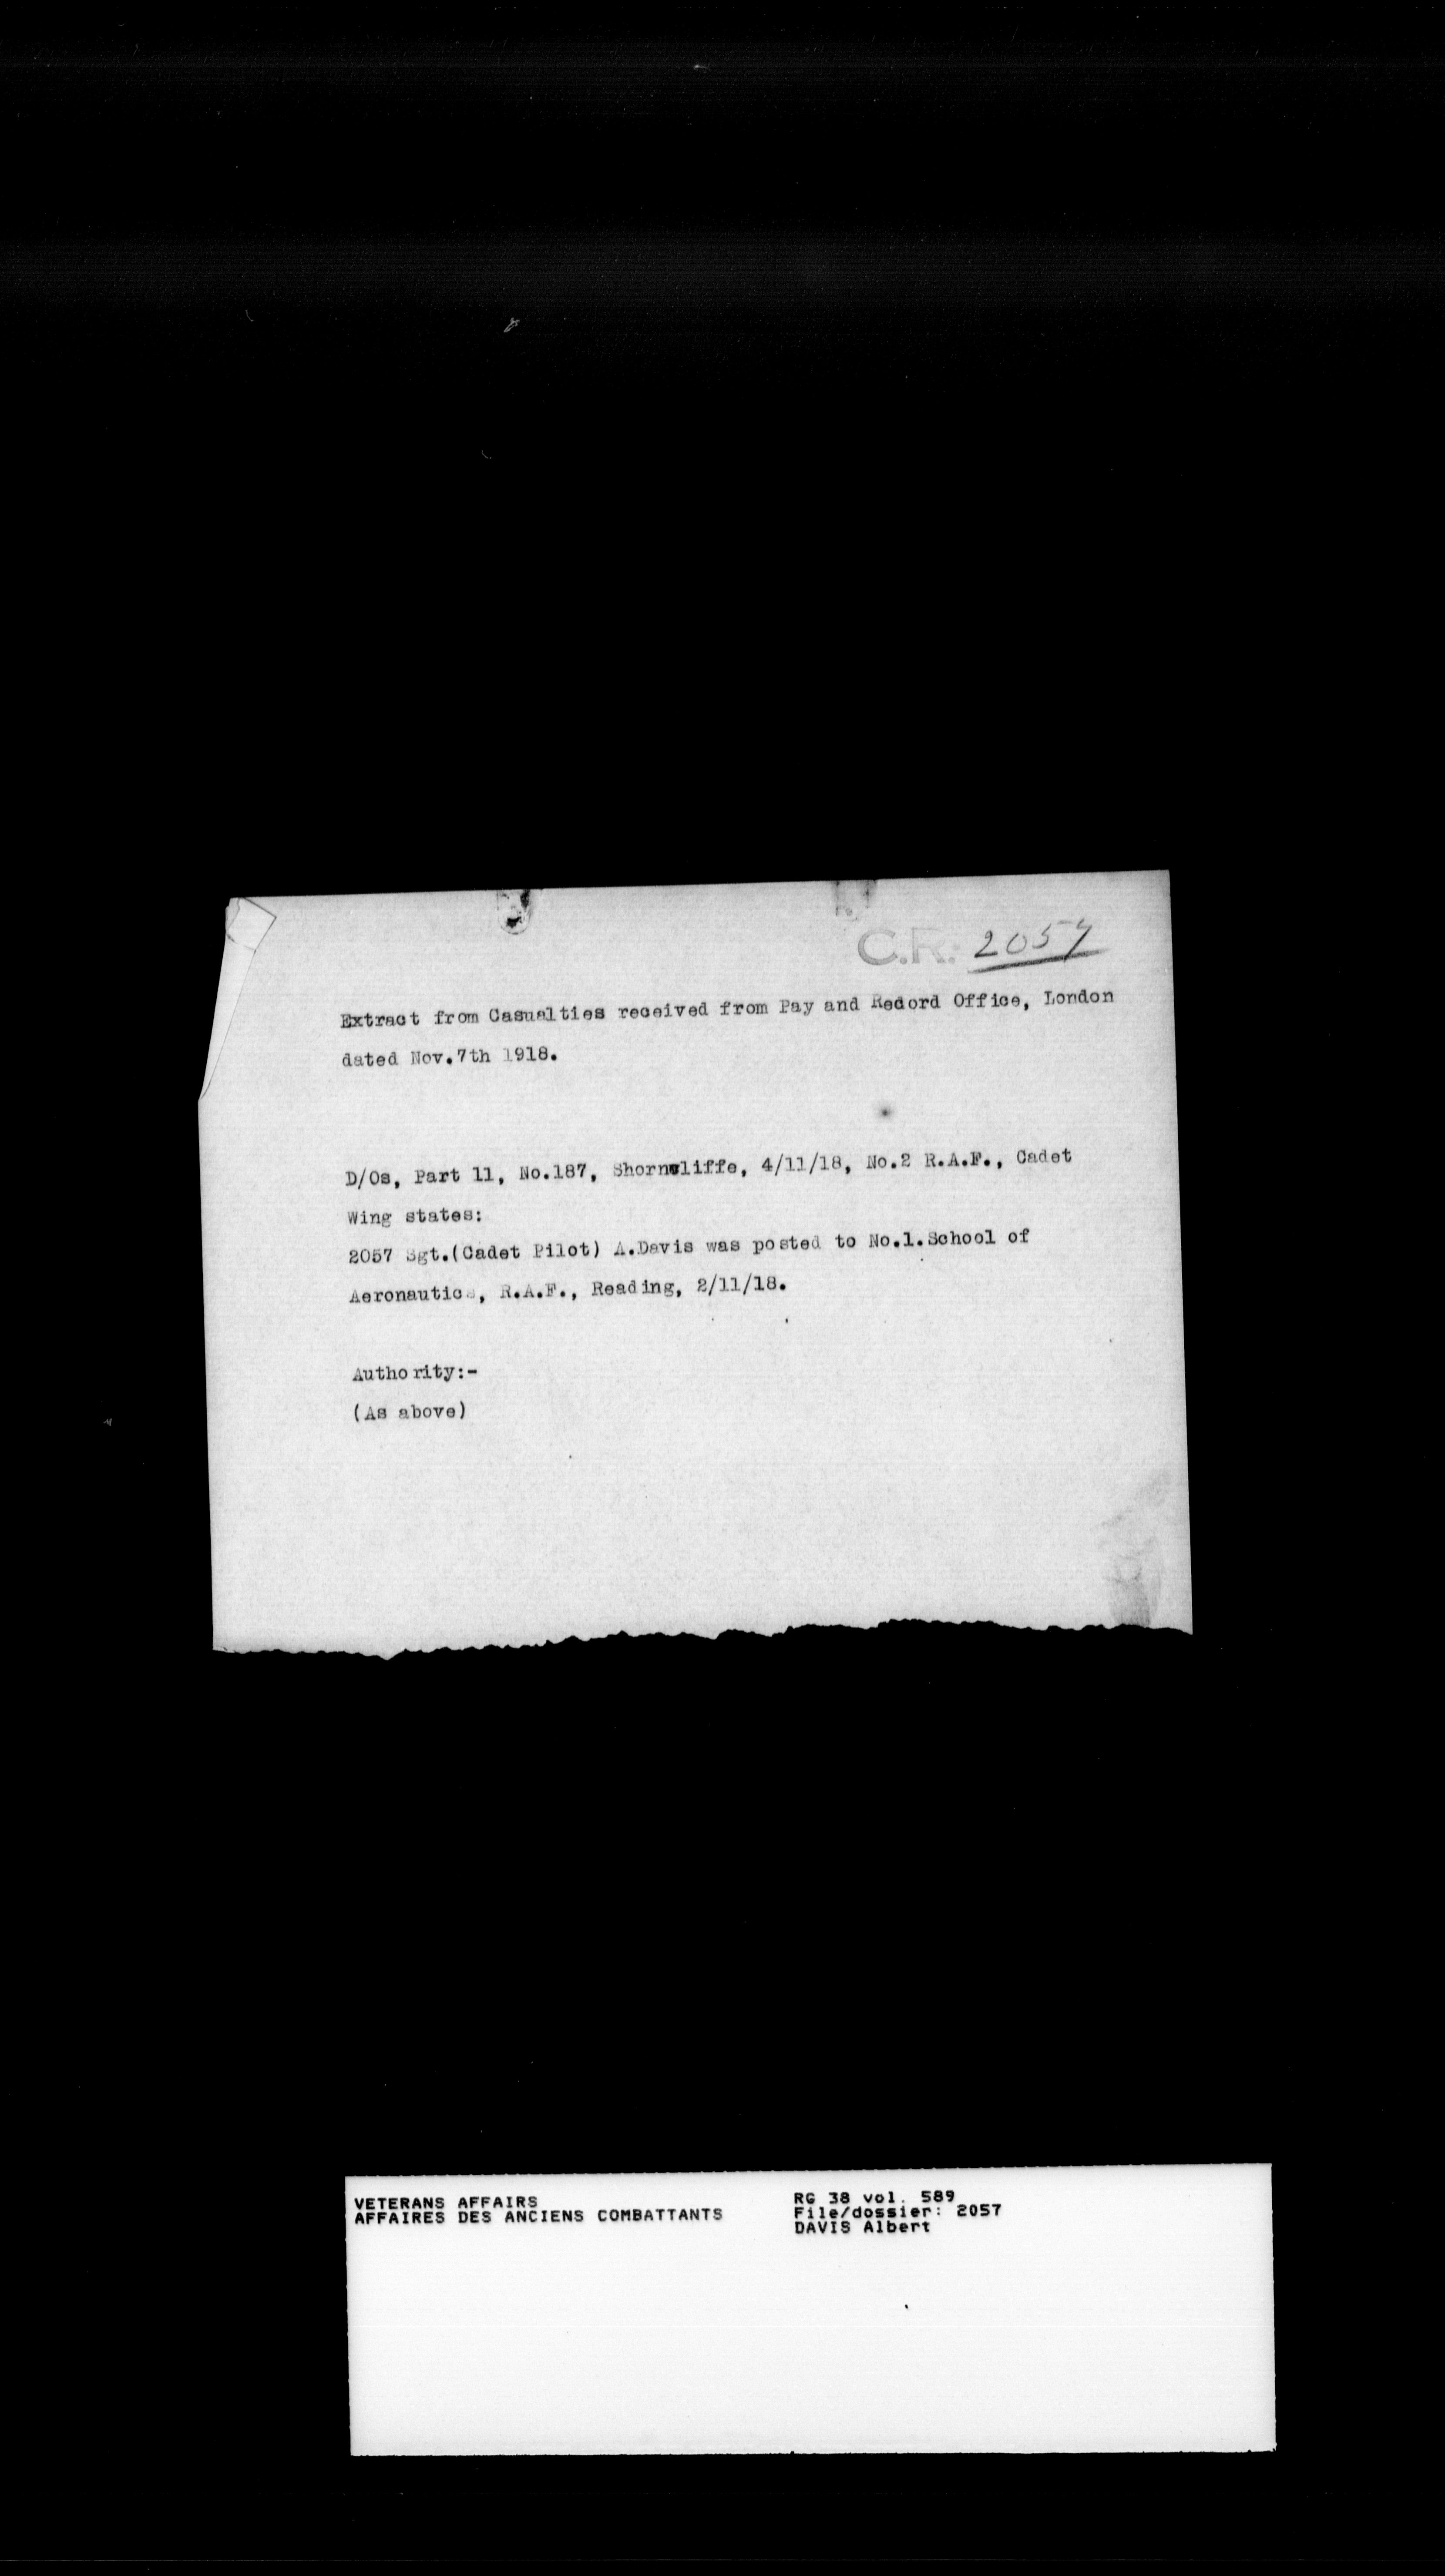 C.R. 2057
Extract from Casualties received from Pay and Redord Office, London
dated Nov.7th 1918.
D/Os, Part 11, No.187, Shorncliffe, 4/11/18, No.2 R.A.F., Cadet
Wing states:
2057 Sgt.(Cadet Pilot) A.Davis was posted to No.1.School of
Aeronautics, R.A.F., Reading, 2/11/18.
Authority:-
(As above)
VETERANS AFFAIRS
AFFAIRES DES ANCIENS COMBATTANTS
RG 38 vol. 589
File/dossier: 2057
DAVIS Albert